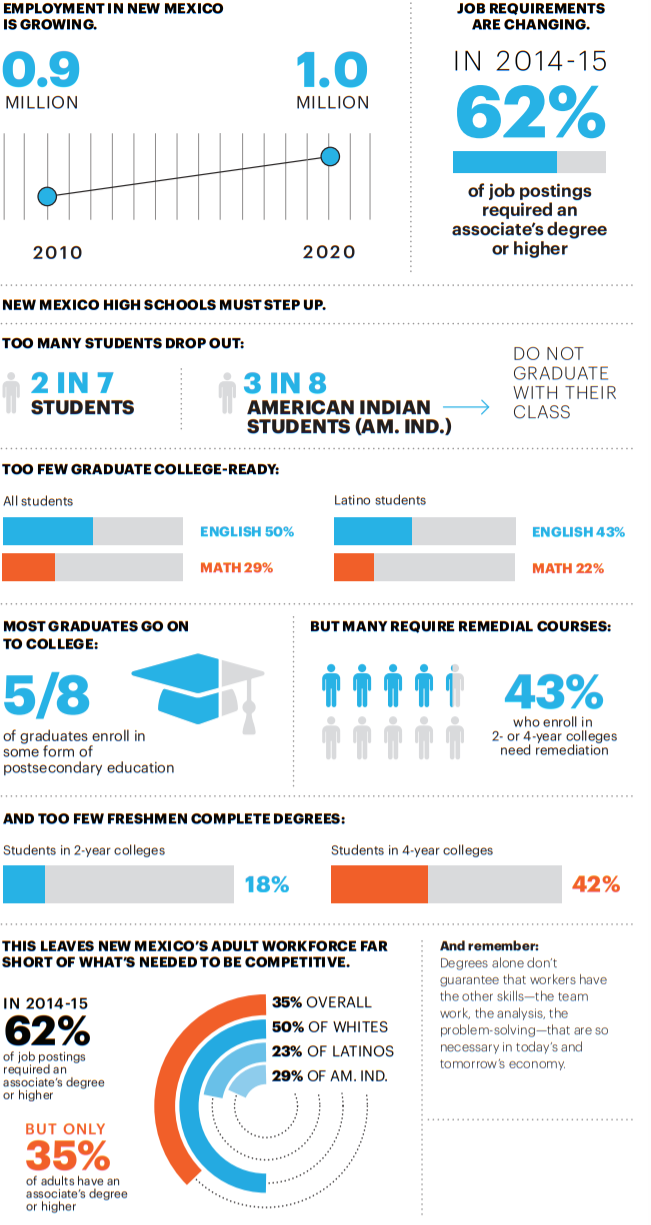 EMPLOYMENT IN NEW MEXICO
IS GROWING.
0.9
MILLION
1.0
MILLION
2010
2020
JOB REQUIREMENTS
ARE CHANGING.
IN 2014-15
62%
of job postings
required an
associate's degree
or higher
NEW MEXICO HIGH SCHOOLS MUST STEP UP.
TOO MANY STUDENTS DROP OUT:
2 IN 7
STUDENTS
3 IN 8
AMERICAN INDIAN
STUDENTS (AM. IND.)
DO NOT
GRADUATE
WITH THEIR
CLASS
TOO FEW GRADUATE COLLEGE-READY:
All students
ENGLISH 50%
MATH 29%
Latino students
ENGLISH 43%
MATH 22%
MOST GRADUATES GO ON
TO COLLEGE:
5/8
of graduates enroll in
some form of
postsecondary education
BUT MANY REQUIRE REMEDIAL COURSES:
43%
who enroll in
2- or 4-year colleges
need remediation
AND TOO FEW FRESHMEN COMPLETE DEGREES:
Students in 2-year colleges
18%
Students in 4-year colleges
42%
THIS LEAVES NEW MEXICO'S ADULT WORKFORCE FAR
SHORT OF WHAT'S NEEDED TO BE COMPETITIVE.
IN 2014-15
62%
of job postings
required an
associate's degree
or higher
BUT ONLY
35%
of adults have an
associate's degree
or higher
35% OVERALL
50% OF WHITES
23% OF LATINOS
29% OF AM. IND.
And remember:
Degrees alone don't
guarantee that workers have
the other skills—the team
work, the analysis, the
problem-solving—that are so
necessary in today's and
tomorrow's economy.